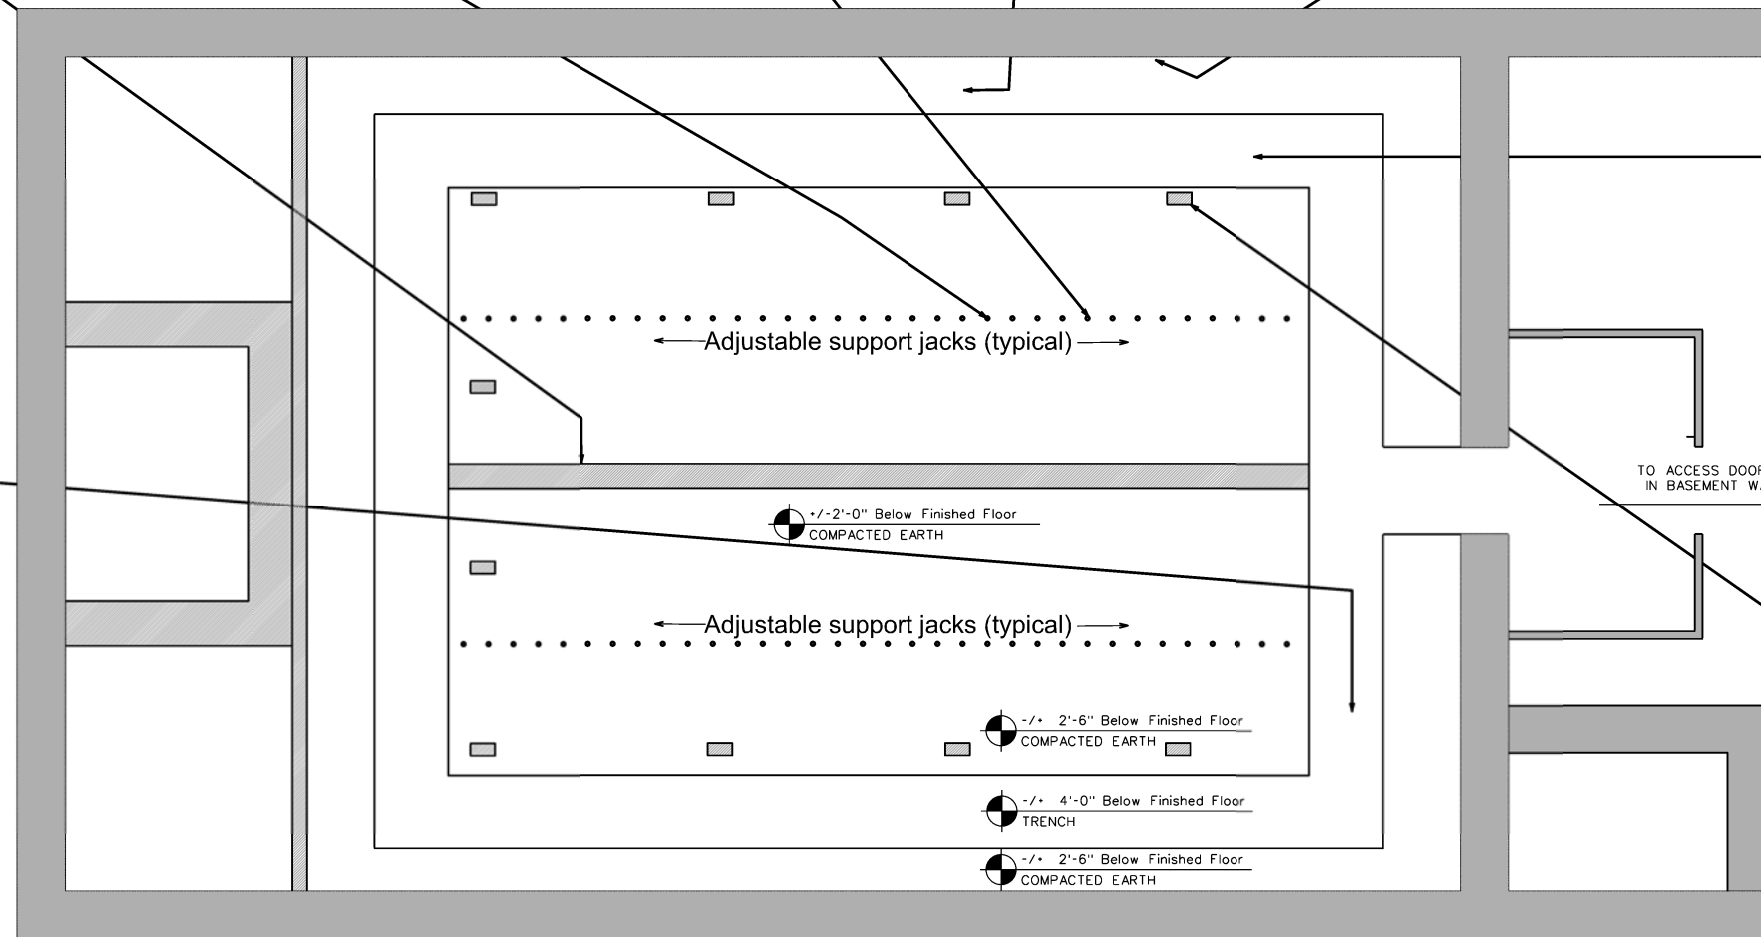 Adjustable support jacks (typical)
TO ACCESS DOOR
IN BASEMENT W
+/-2'-0" Below Finished Floor
COMPACTED EARTH
Adjustable support jacks (typical)
-/+ 2'-6" Below Finished Floor
COMPACTED EARTH
-/+ 4'-0" Below Finished Floor
TRENCH
-/+ 2'-6" Below Finished Floor
COMPACTED EARTH